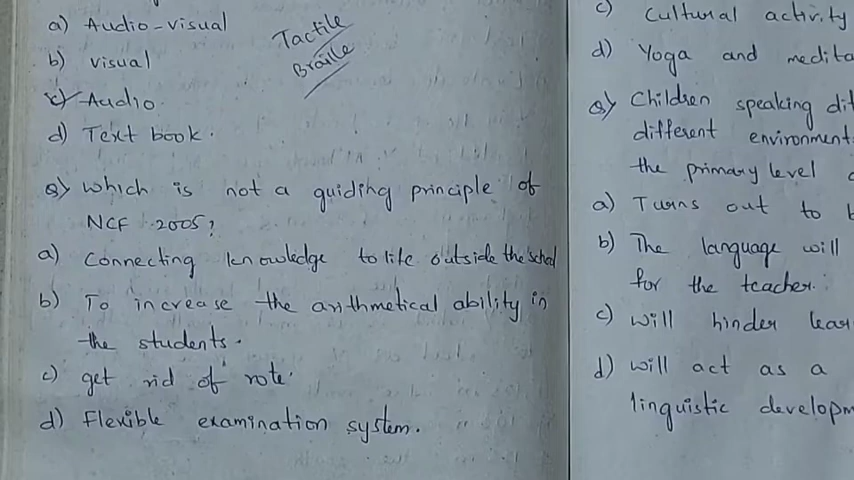 a) Audio-visual
b) visual
c) Audio.
d) Text book.
Tactile
Braille
Q) which is not a guiding principle of
NCF 2005?
a) Connecting knowledge to life outside the school
b) To increase the arithmetical ability in
the students.
c) get rid of rote.
d) Flexible examination system.
c) Cultural activity
d) Yoga and medita
Q) Children speaking dif
different environment
the primary level
a) Turns out to b
b) The language will
for the teacher.
c) will hinder lear
d) will act as a
linguistic developm